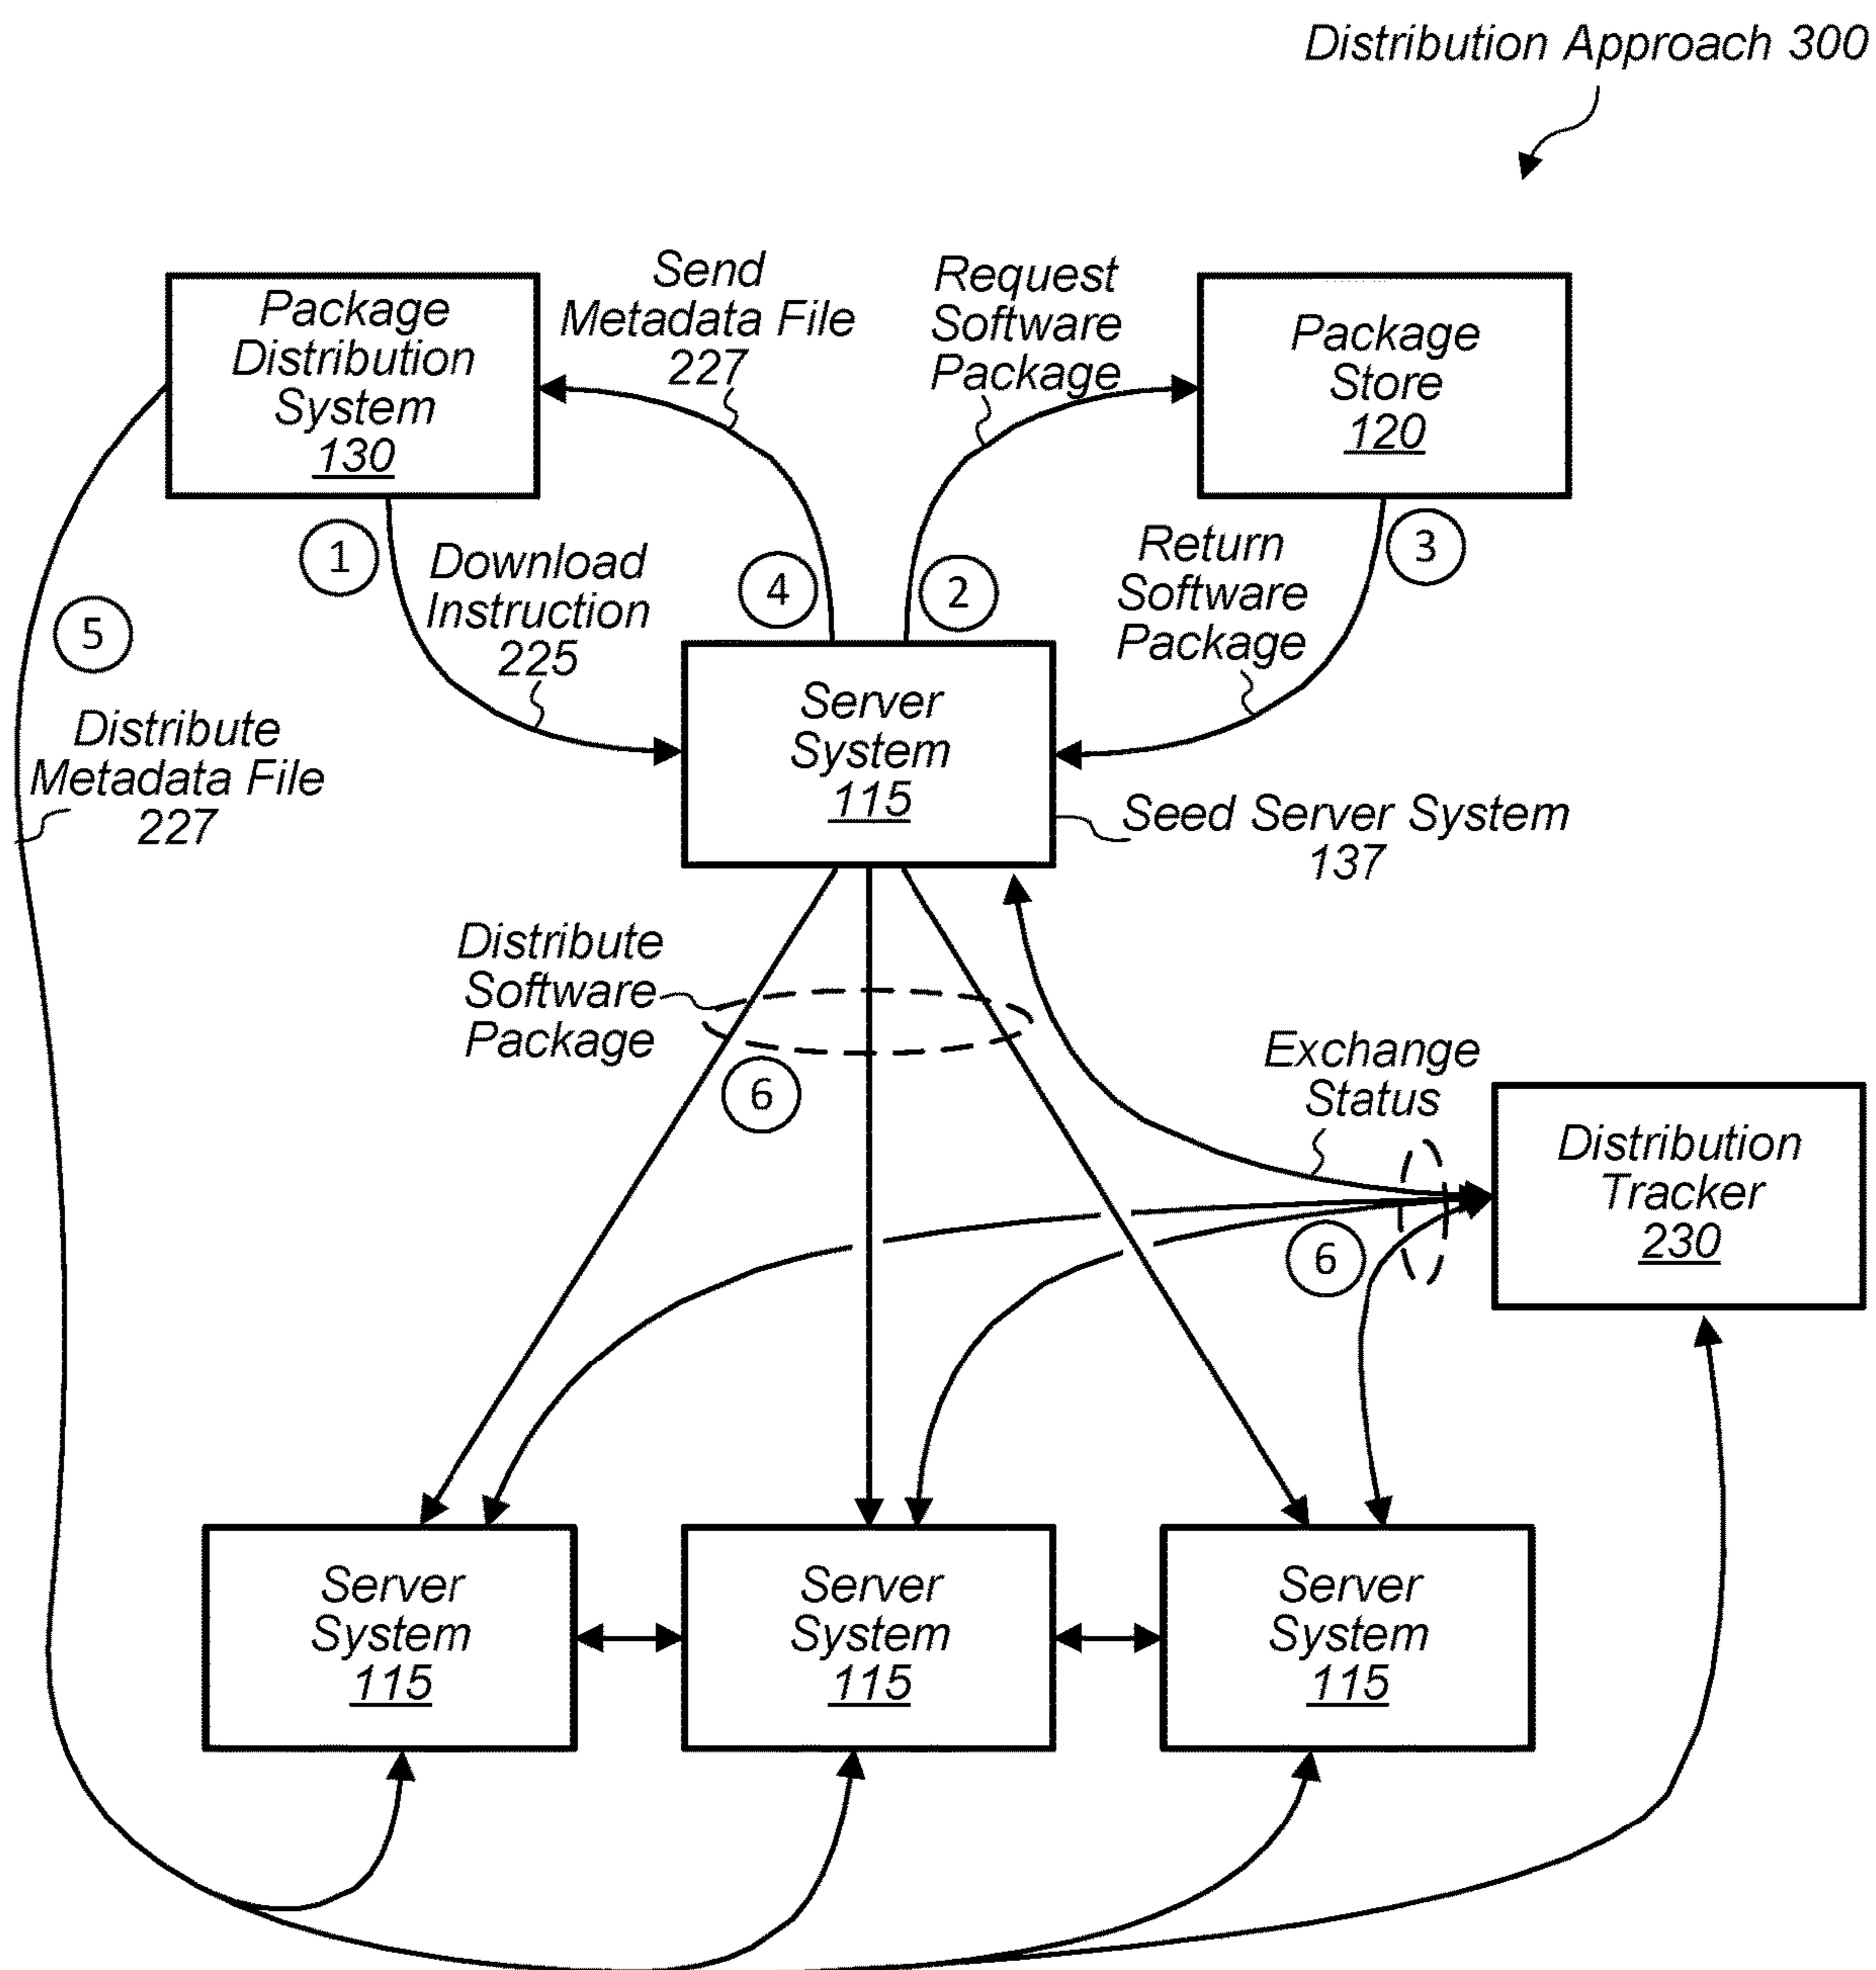 Distribution Approach 300
Package
Distribution
System
130
Send
Metadata File
227
Request
Software
Package
Package
Store
120
1
Download
Instruction
225
4
2
Return
Software
Package
3
5
Distribute
Metadata File
227
Server
System
115
Seed Server System
137
Distribute
Software
Package
6
Exchange
Status
6
Distribution
Tracker
230
Server
System
115
Server
System
115
Server
System
115